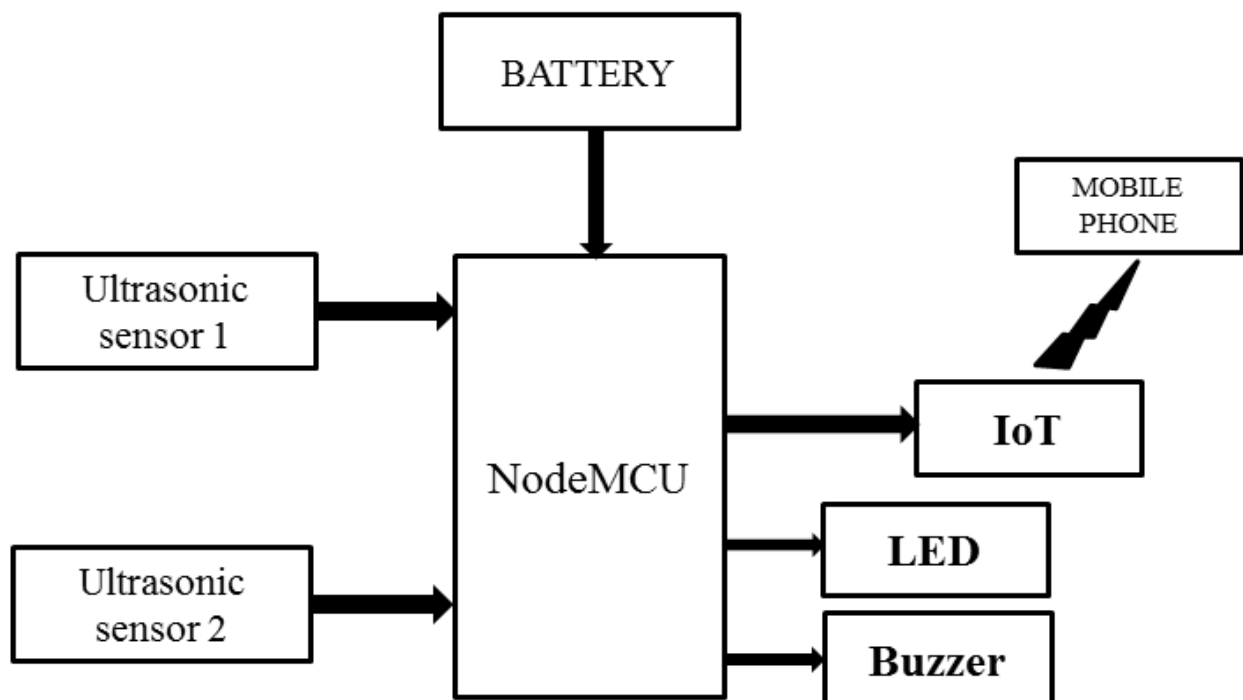 BATTERY
MOBILE
PHONE
Ultrasonic
sensor 1
IoT
NodeMCU
LED
Ultrasonic
sensor 2
Buzzer